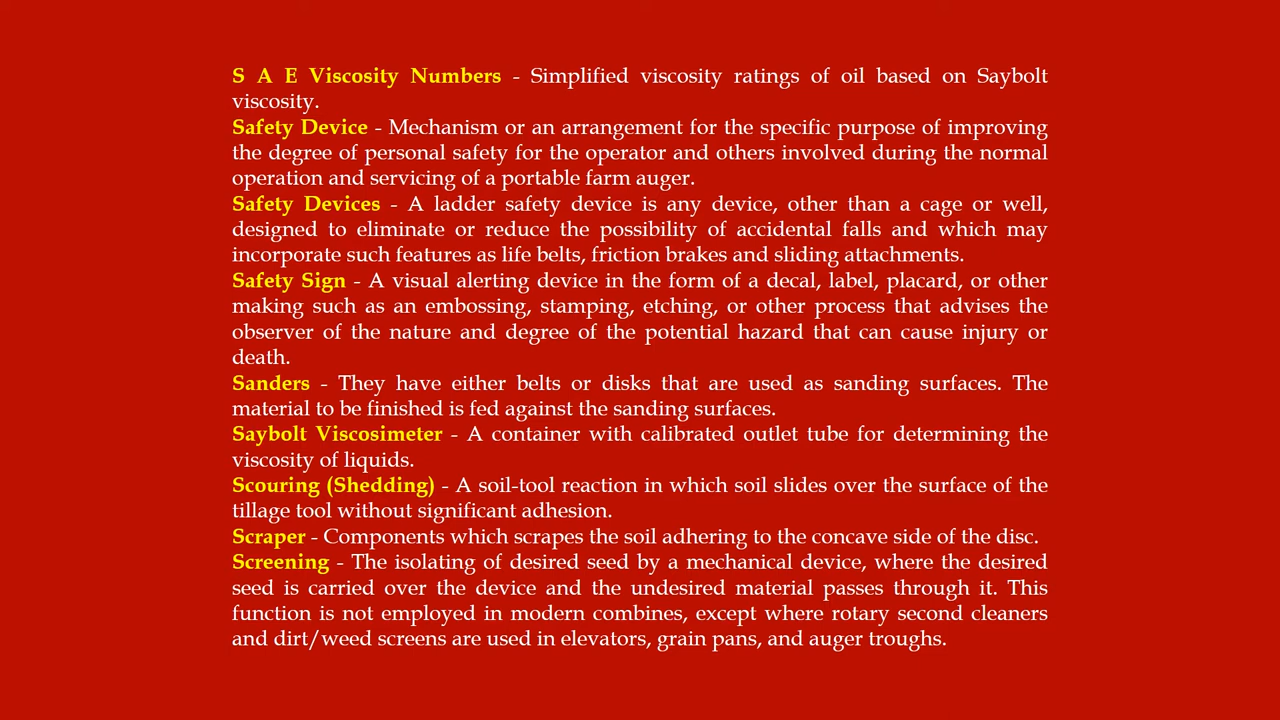 S A E Viscosity Numbers - Simplified viscosity ratings of oil based on Saybolt
viscosity.
Safety Device - Mechanism or an arrangement for the specific purpose of improving
the degree of personal safety for the operator and others involved during the normal
operation and servicing of a portable farm auger.
Safety Devices - A ladder safety device is any device, other than a cage or well,
designed to eliminate or reduce the possibility of accidental falls and which may
incorporate such features as life belts, friction brakes and sliding attachments.
Safety Sign - A visual alerting device in the form of a decal, label, placard, or other
making such as an embossing, stamping, etching, or other process that advises the
observer of the nature and degree of the potential hazard that can cause injury or
death.
Sanders - They have either belts or disks that are used as sanding surfaces. The
material to be finished is fed against the sanding surfaces.
Saybolt Viscosimeter - A container with calibrated outlet tube for determining the
viscosity of liquids.
Scouring (Shedding) - A soil-tool reaction in which soil slides over the surface of the
tillage tool without significant adhesion.
Scraper - Components which scrapes the soil adhering to the concave side of the disc.
Screening - The isolating of desired seed by a mechanical device, where the desired
seed is carried over the device and the undesired material passes through it. This
function is not employed in modern combines, except where rotary second cleaners
and dirt/weed screens are used in elevators, grain pans, and auger troughs.